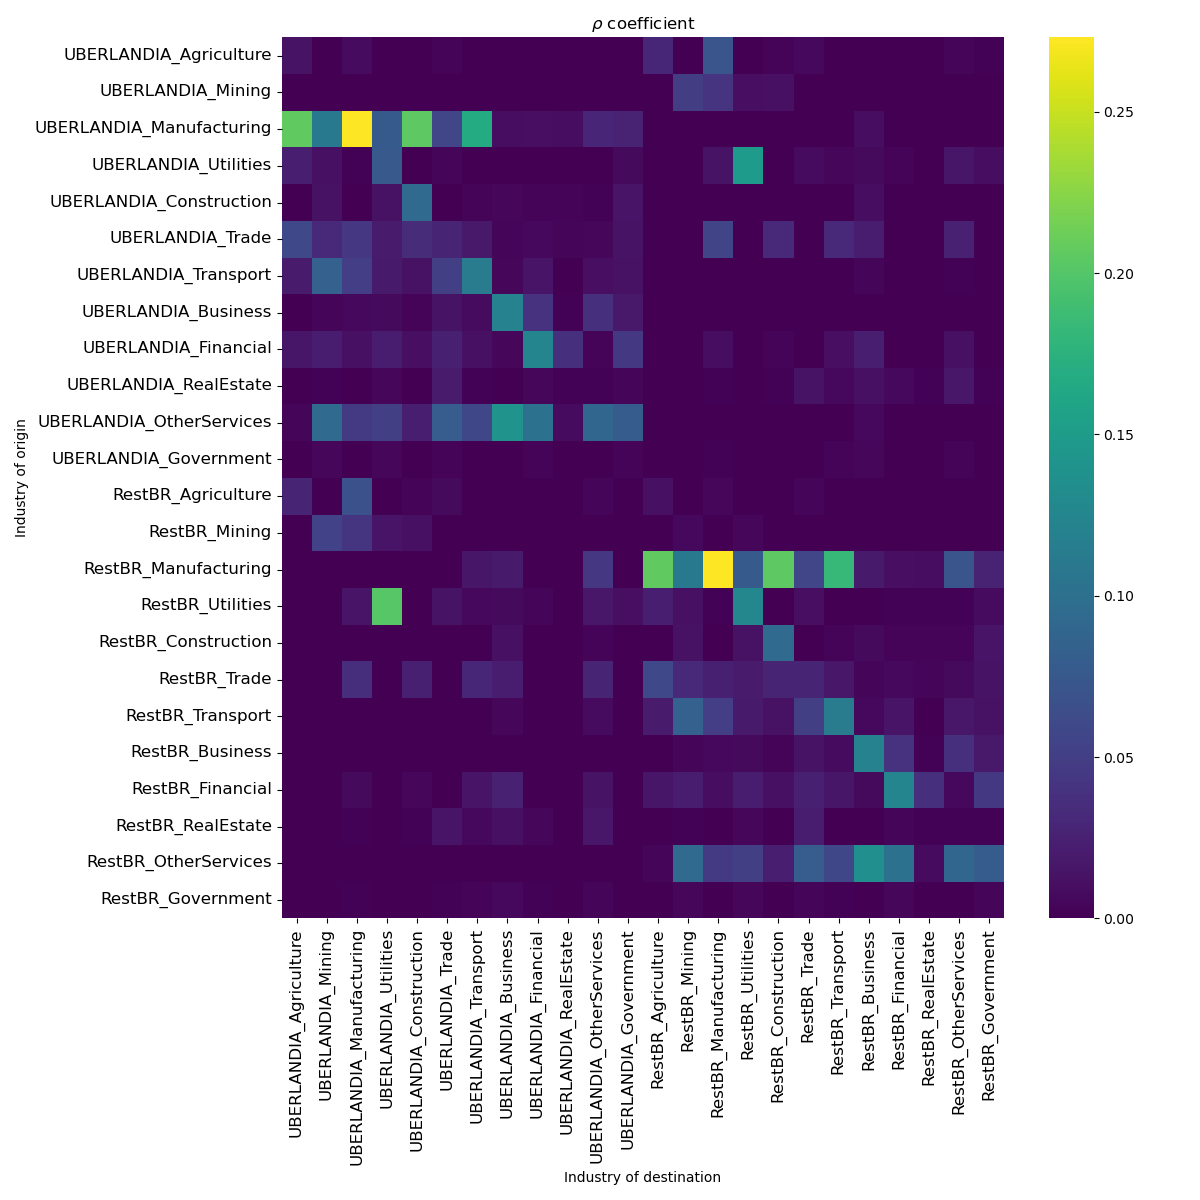 ρ coefficient
UBERLANDIA_Agriculture
UBERLANDIA_Mining
UBERLANDIA_Manufacturing
UBERLANDIA_Utilities
UBERLANDIA_Construction
UBERLANDIA_Trade
UBERLANDIA_Transport
UBERLANDIA_Business
UBERLANDIA_Financial
UBERLANDIA_RealEstate
UBERLANDIA_OtherServices
UBERLANDIA_Government
RestBR_Agriculture
RestBR_Mining
RestBR_Manufacturing
RestBR_Utilities
RestBR_Construction
RestBR_Trade
RestBR_Transport
RestBR_Business
RestBR_Financial
RestBR_RealEstate
RestBR_OtherServices
RestBR_Government
Industry of origin
UBERLANDIA_Agriculture
UBERLANDIA_Mining
UBERLANDIA_Manufacturing
UBERLANDIA_Utilities
UBERLANDIA_Construction
UBERLANDIA_Trade
UBERLANDIA_Transport
UBERLANDIA_Business
UBERLANDIA_Financial
UBERLANDIA_RealEstate
UBERLANDIA_OtherServices
UBERLANDIA_Government
RestBR_Agriculture
RestBR_Mining
RestBR_Manufacturing
RestBR_Utilities
RestBR_Construction
RestBR_Trade
RestBR_Transport
RestBR_Business
RestBR_Financial
RestBR_RealEstate
RestBR_OtherServices
RestBR_Government
Industry of destination
0.25
0.20
0.15
0.10
0.05
0.00